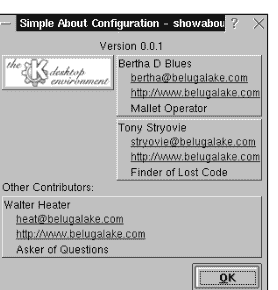 Simple About Configuration - showabou
Version 0.0.1
the K desktop environment
Bertha D Blues
bertha@belugalake.com
http://www.belugalake.com
Mallet Operator
Tony Stryovie
stryovie@belugalake.com
http://www.belugalake.com
Finder of Lost Code
Other Contributors:
Walter Heater
heat@belugalake.com
http://www.belugalake.com
Asker of Questions
OK